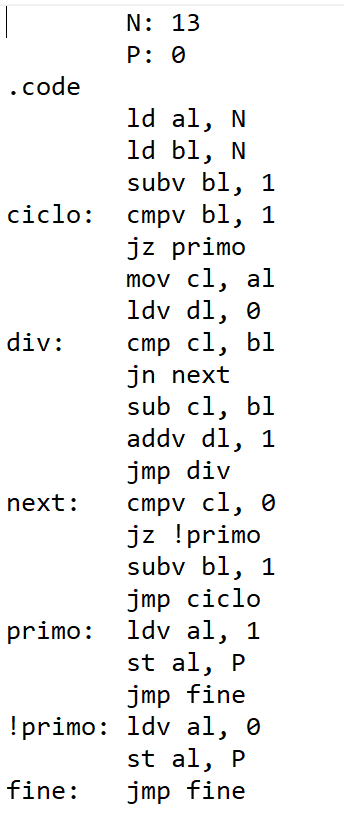 N: 13
P: 0
.code
ld al, N
ld bl, N
subv bl, 1
ciclo: cmpv bl, 1
jz primo
mov cl, al
ldv dl, 0
div: cmp cl, bl
jn next
sub cl, bl
addv dl, 1
jmp div
next: cmpv cl, 0
jz !primo
subv bl, 1
jmp ciclo
primo: ldv al, 1
st al, P
jmp fine
!primo: ldv al, 0
st al, P
fine: jmp fine